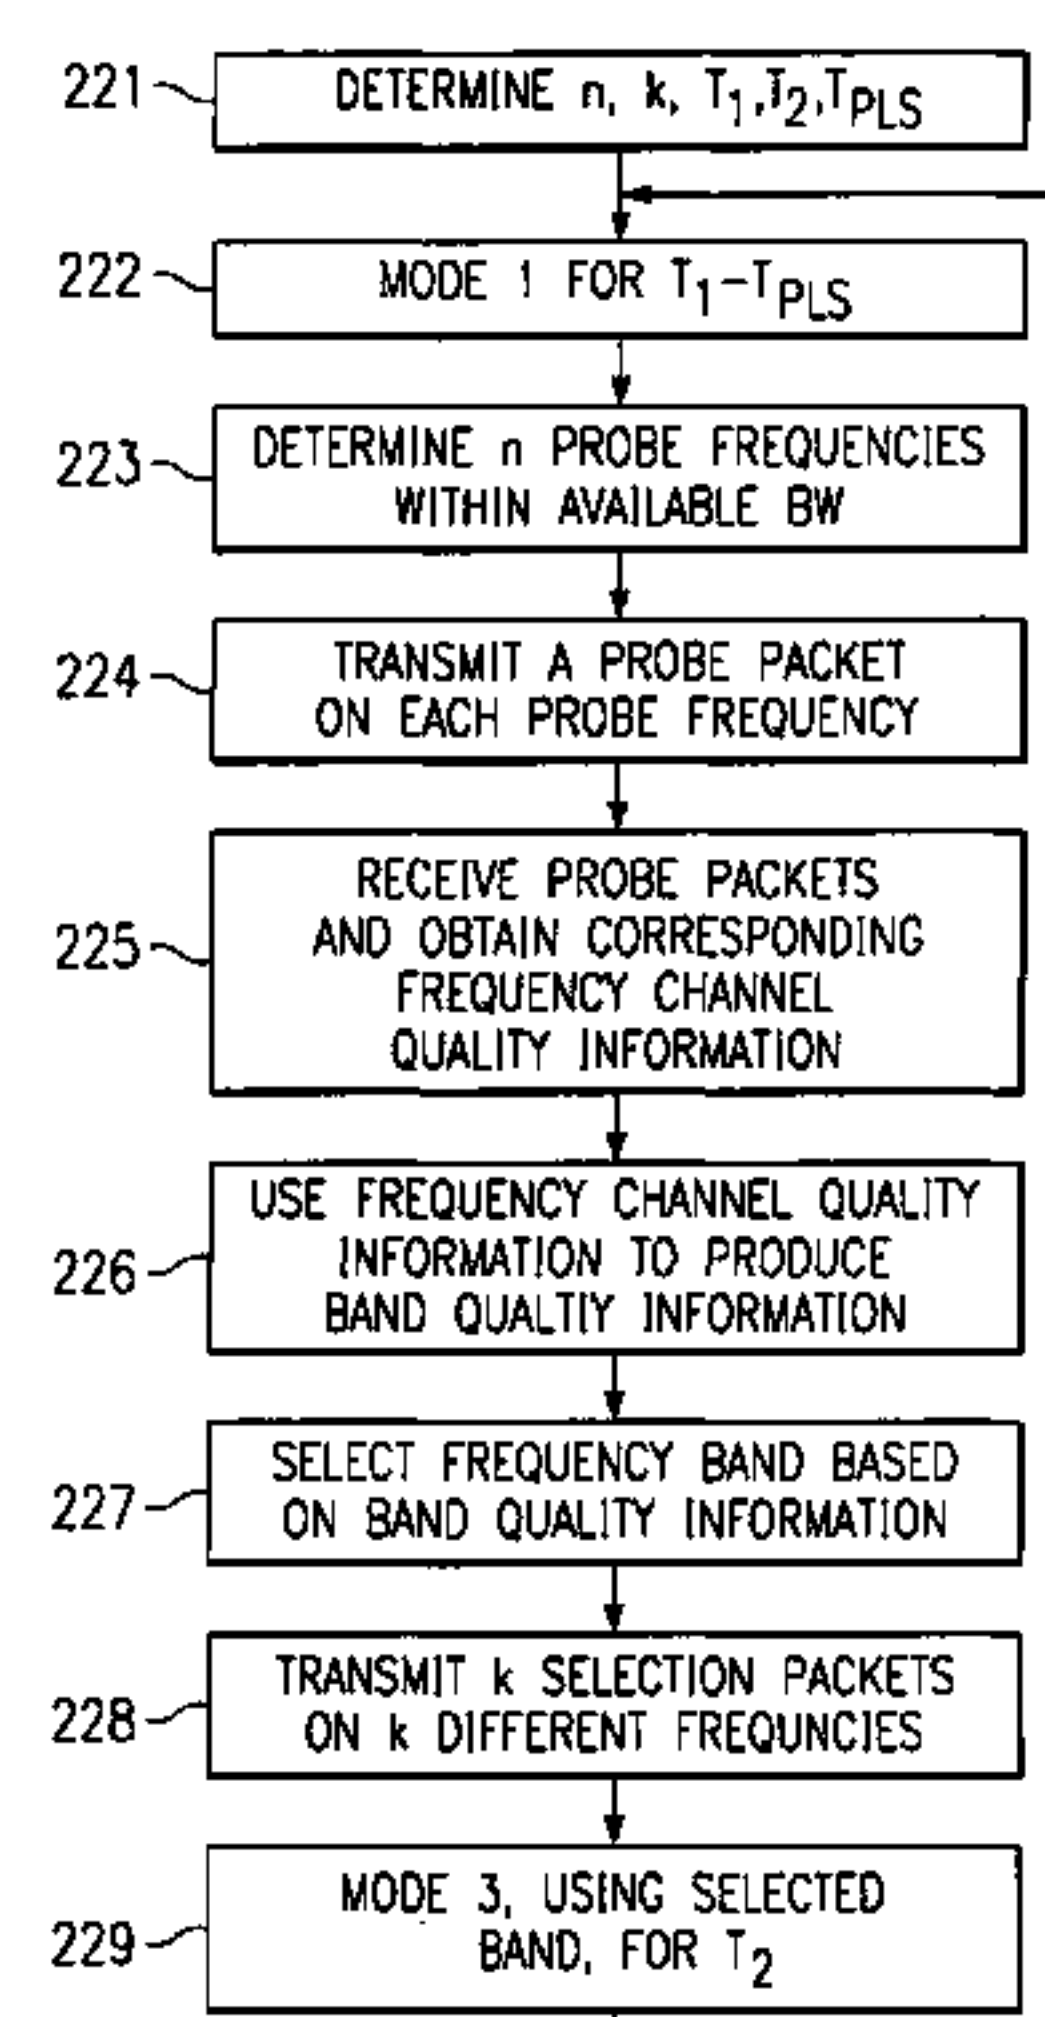 221
DETERMINE n, k, T1,T2,TPLS
222
MODE 1 FOR T1-TPLS
223
DETERMINE n PROBE FREQUENCIES
WITHIN AVAILABLE BW
224
TRANSMIT A PROBE PACKET
ON EACH PROBE FREQUENCY
225
RECEIVE PROBE PACKETS
AND OBTAIN CORRESPONDING
FREQUENCY CHANNEL
QUALITY INFORMATION
226
USE FREQUENCY CHANNEL QUALITY
INFORMATION TO PRODUCE
BAND QUALTIY INFORMATION
227
SELECT FREQUENCY BAND BASED
ON BAND QUALITY INFORMATION
228
TRANSMIT k SELECTION PACKETS
ON k DIFFERENT FREQUNCIES
229
MODE 3, USING SELECTED
BAND, FOR T2